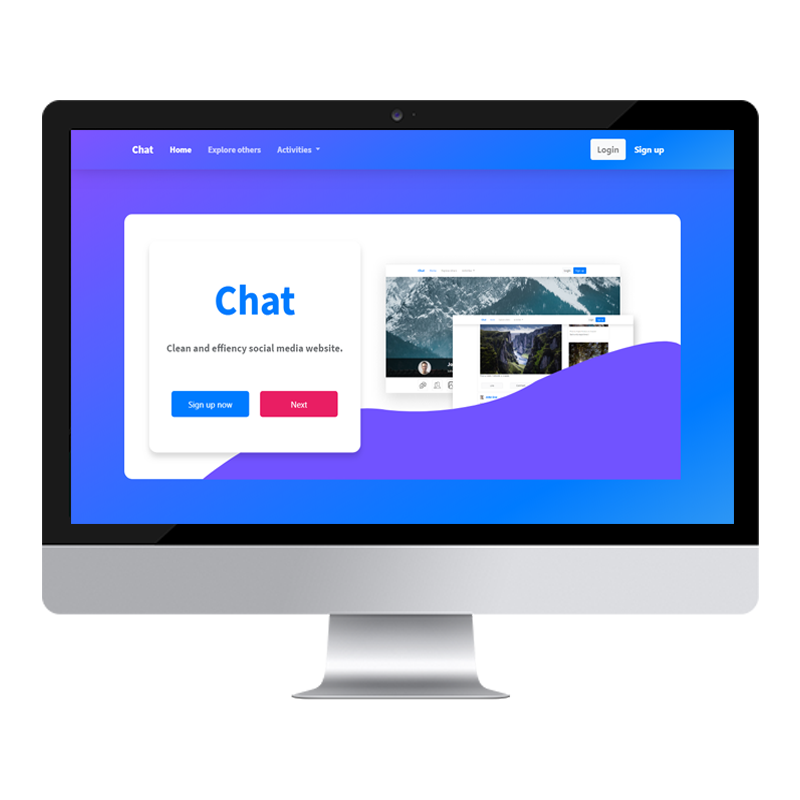 Chat Home Explore others Activities Login Sign up
Chat
Clean and effiency social media website.
Sign up now Next